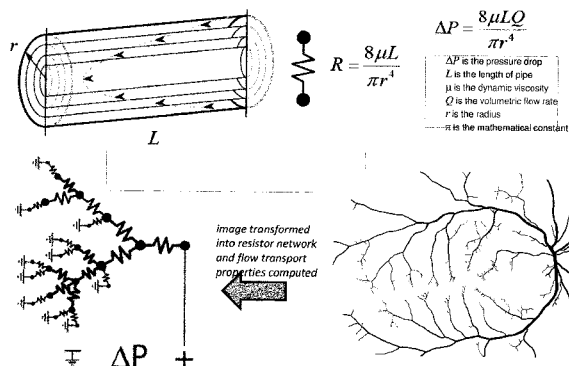 r
L
R = 8μL / πr⁴
ΔP = 8μLQ / πr⁴
ΔP is the pressure drop
L is the length of pipe
μ is the dynamic viscosity
Q is the volumetric flow rate
r is the radius
π is the mathematical constant
image transformed
into resistor network
and flow transport
properties computed
ΔP +